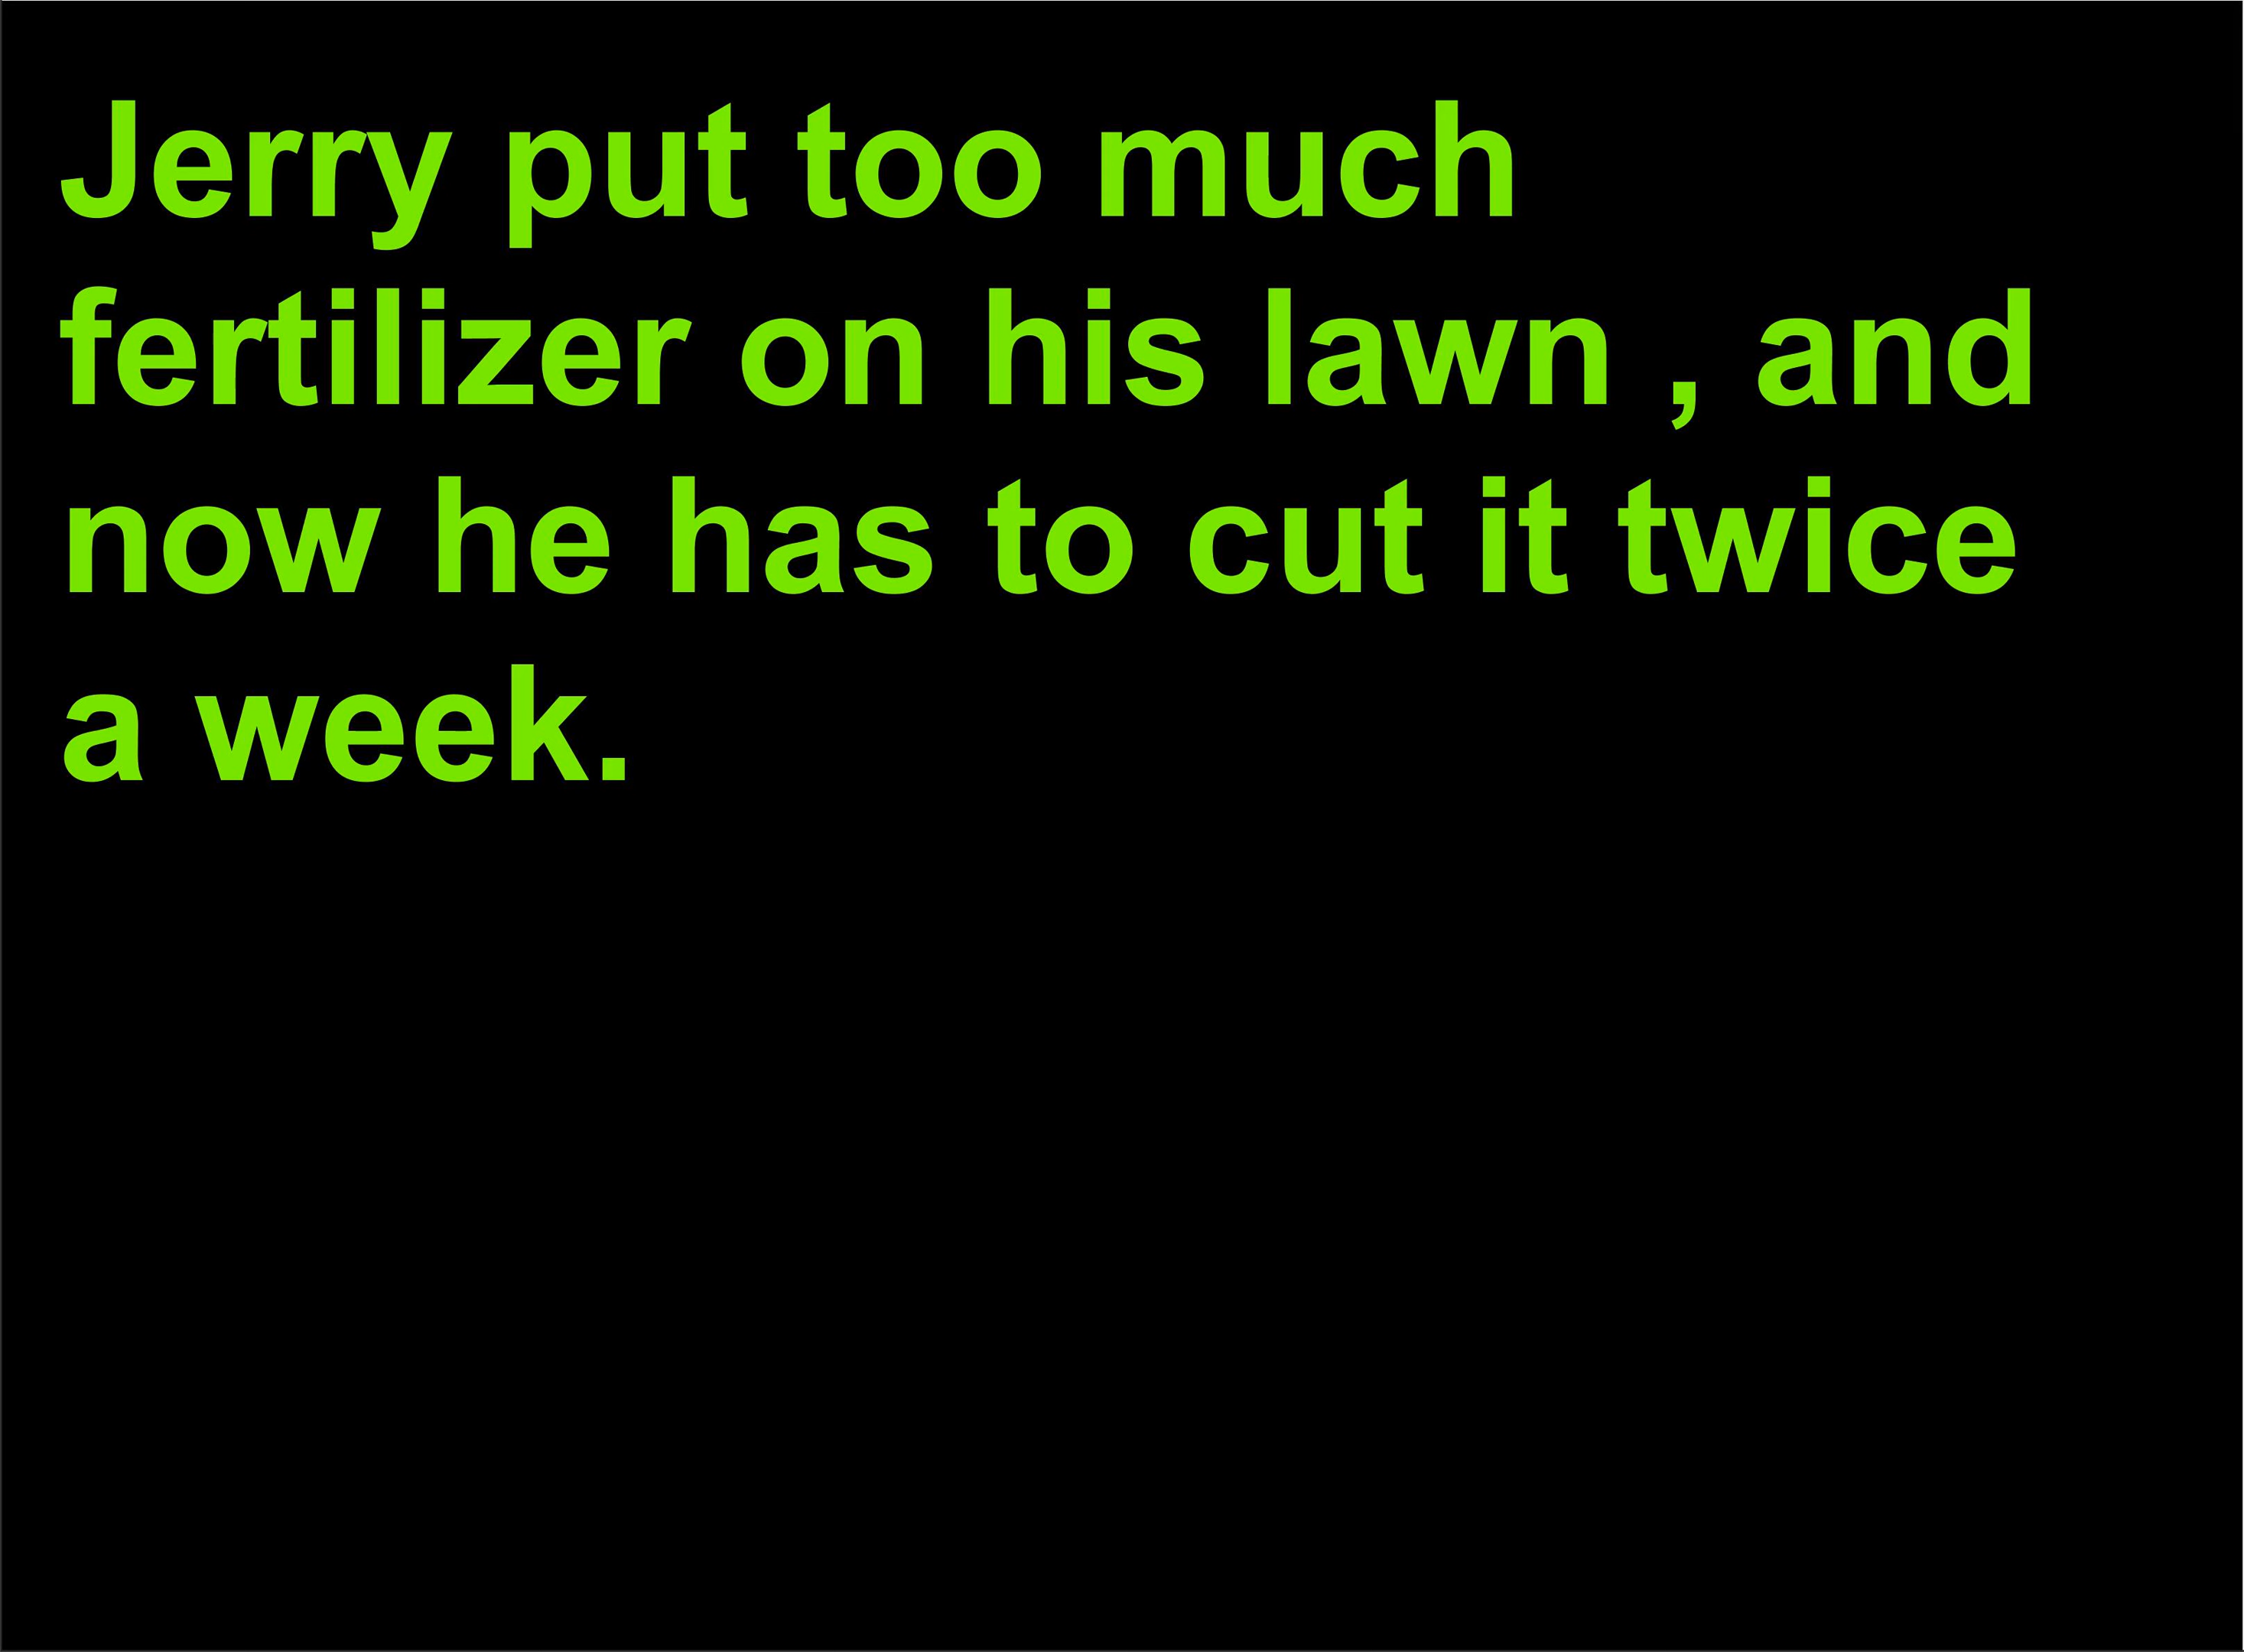 Jerry put too much
fertilizer on his lawn , and
now he has to cut it twice
a week.